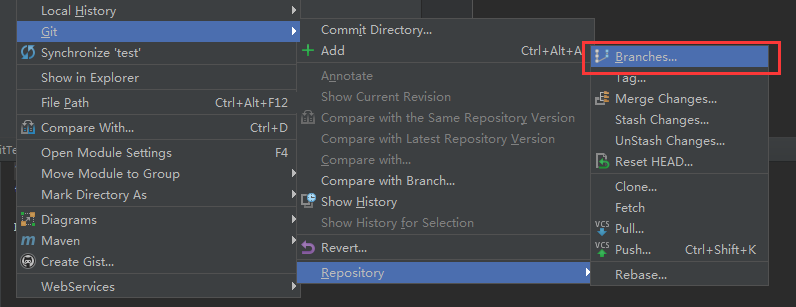 Local History
Git
Synchronize 'test'
Show in Explorer
File Path Ctrl+Alt+F12
Compare With... Ctrl+D
Open Module Settings F4
Move Module to Group
Mark Directory As
Diagrams
Maven
Create Gist...
WebServices
Commit Directory...
Add Ctrl+Alt+A
Annotate
Show Current Revision
Compare with the Same Repository Version
Compare with Latest Repository Version
Compare with...
Compare with Branch...
Show History
Show History for Selection
Revert...
Repository
Branches...
Tag...
Merge Changes...
Stash Changes...
UnStash Changes...
Reset HEAD...
Clone...
Fetch
VCS Pull...
VCS Push... Ctrl+Shift+K
Rebase...